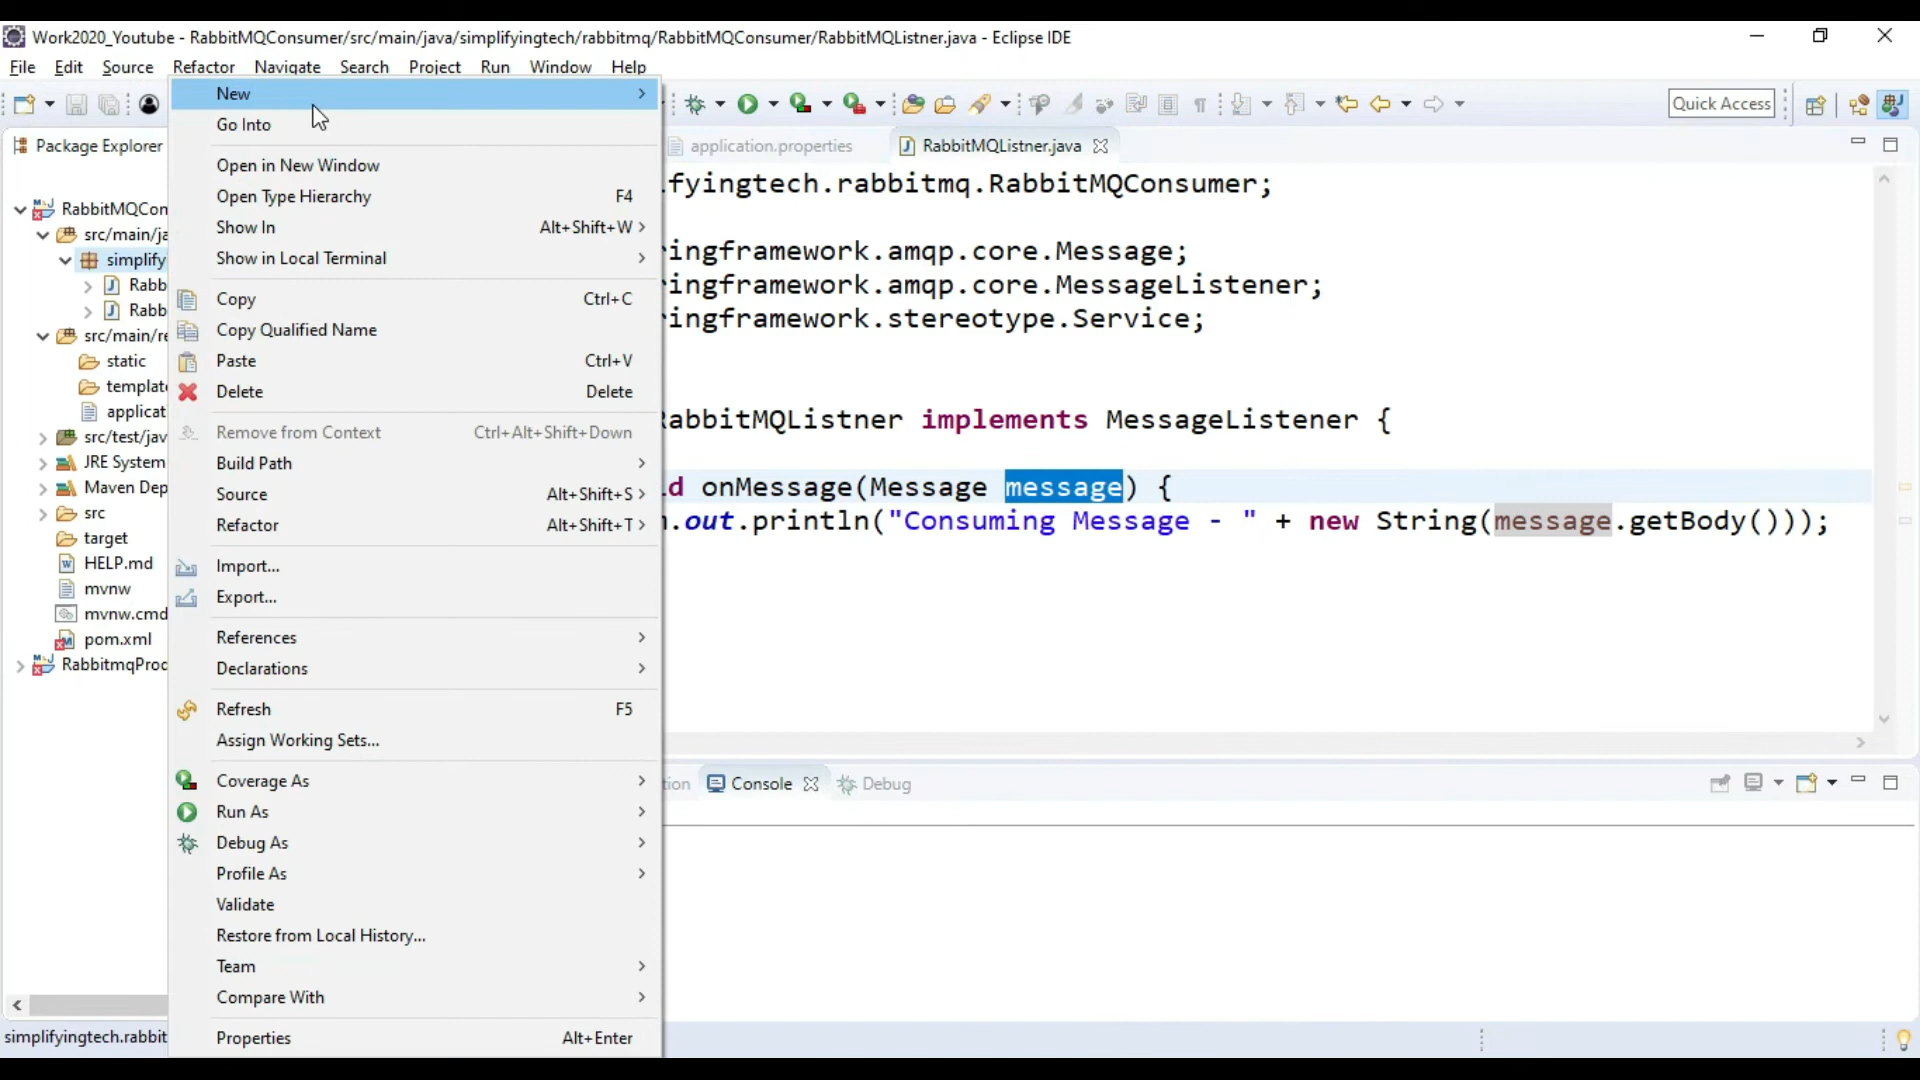 Work2020_Youtube - RabbitMQConsumer/src/main/java/simplifyingtech/rabbitmq/RabbitMQConsumer/RabbitMQListner.java - Eclipse IDE
File Edit Source Refactor Navigate Search Project Run Window Help
Quick Access
Package Explorer
RabbitMQCon
src/main/ja
simplify
Rabb
Rabb
src/main/re
static
templat
applicat
src/test/jav
JRE System
Maven Dep
src
target
HELP.md
mvnw
mvnw.cmd
pom.xml
RabbitmqProd
simplifyingtech.rabbit
New
Go Into
Open in New Window
Open Type Hierarchy F4
Show In Alt+Shift+W
Show in Local Terminal
Copy Ctrl+C
Copy Qualified Name
Paste Ctrl+V
Delete Delete
Remove from Context Ctrl+Alt+Shift+Down
Build Path
Source Alt+Shift+S
Refactor Alt+Shift+T
Import...
Export...
References
Declarations
Refresh F5
Assign Working Sets...
Coverage As
Run As
Debug As
Profile As
Validate
Restore from Local History...
Team
Compare With
Properties Alt+Enter
application.properties RabbitMQListner.java
fyingtech.rabbitmq.RabbitMQConsumer;
ringframework.amqp.core.Message;
ringframework.amqp.core.MessageListener;
ringframework.stereotype.Service;
RabbitMQListner implements MessageListener {
id onMessage(Message message) {
m.out.println("Consuming Message - " + new String(message.getBody()));
tion Console Debug